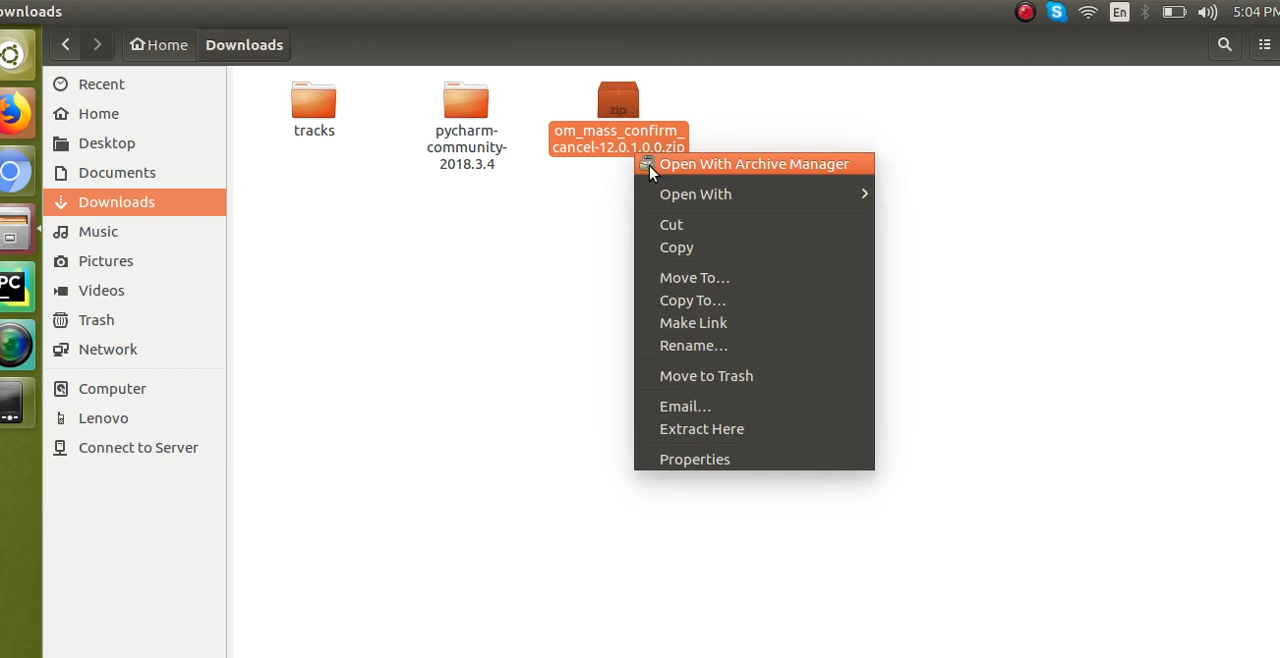 ownloads
En
5:04 PM
Home
Downloads
Recent
Home
Desktop
Documents
Downloads
Music
Pictures
Videos
Trash
Network
Computer
Lenovo
Connect to Server
PC
tracks
pycharm-
community-
2018.3.4
zip
om_mass_confirm_
cancel-12.0.1.0.0.zip
Open With Archive Manager
Open With
Cut
Copy
Move To…
Copy To…
Make Link
Rename…
Move to Trash
Email…
Extract Here
Properties